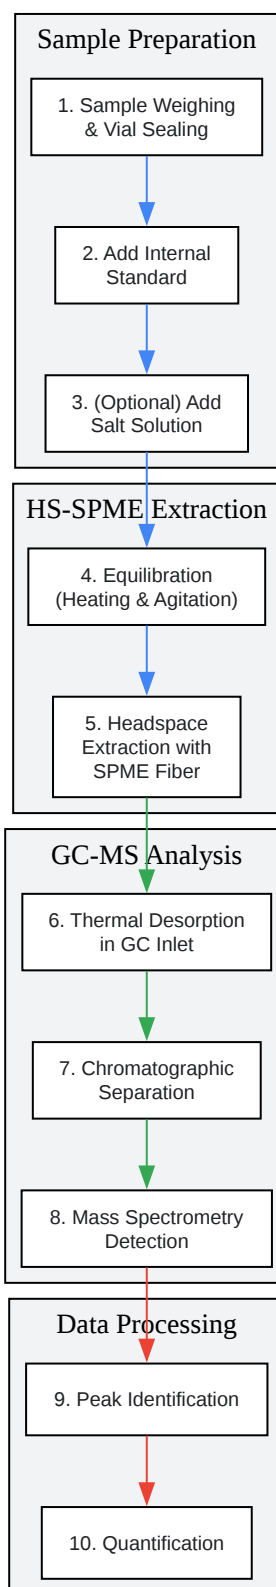 Sample Preparation
1. Sample Weighing
& Vial Sealing
2. Add Internal
Standard
3. (Optional) Add
Salt Solution
HS-SPME Extraction
4. Equilibration
(Heating & Agitation)
5. Headspace
Extraction with
SPME Fiber
GC-MS Analysis
6. Thermal Desorption
in GC Inlet
7. Chromatographic
Separation
8. Mass Spectrometry
Detection
Data Processing
9. Peak Identification
10. Quantification